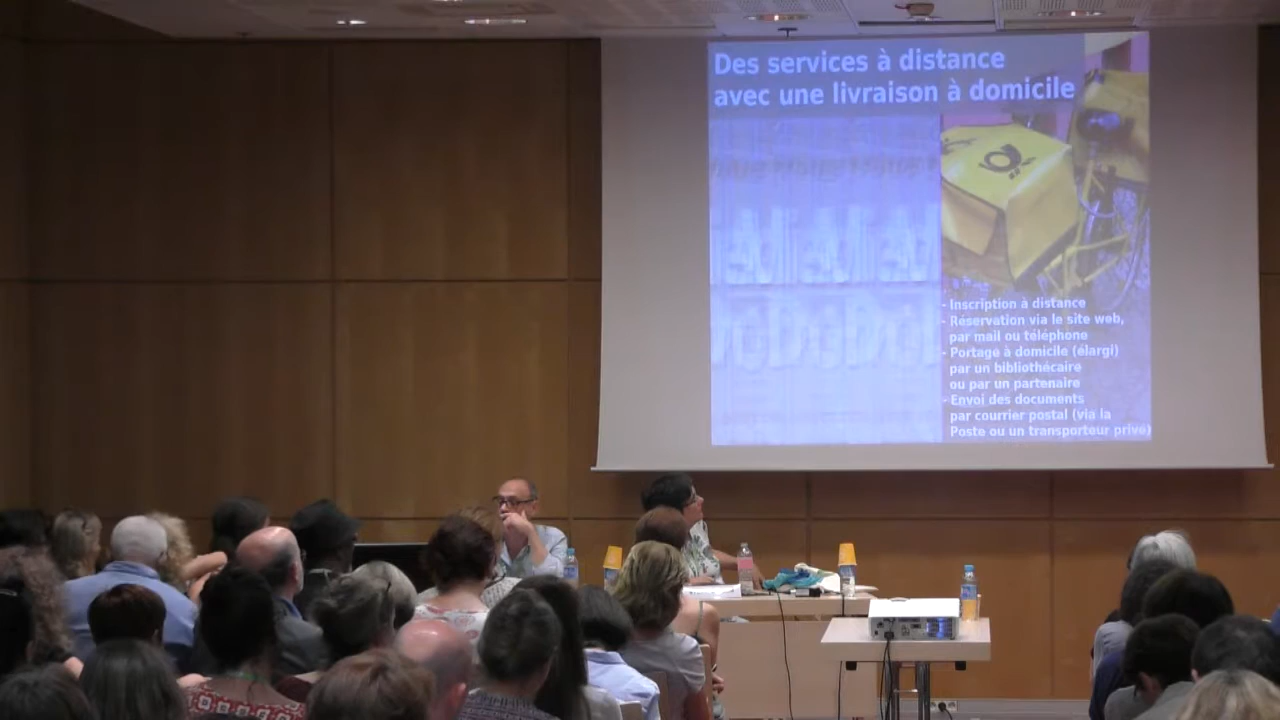 Des services à distance
avec une livraison à domicile
- Inscription à distance
- Réservation via le site web,
par mail ou téléphone
- Portage à domicile (élargi)
par un bibliothécaire
ou par un partenaire
- Envoi des documents
par courrier postal (via la
Poste ou un transporteur privé)